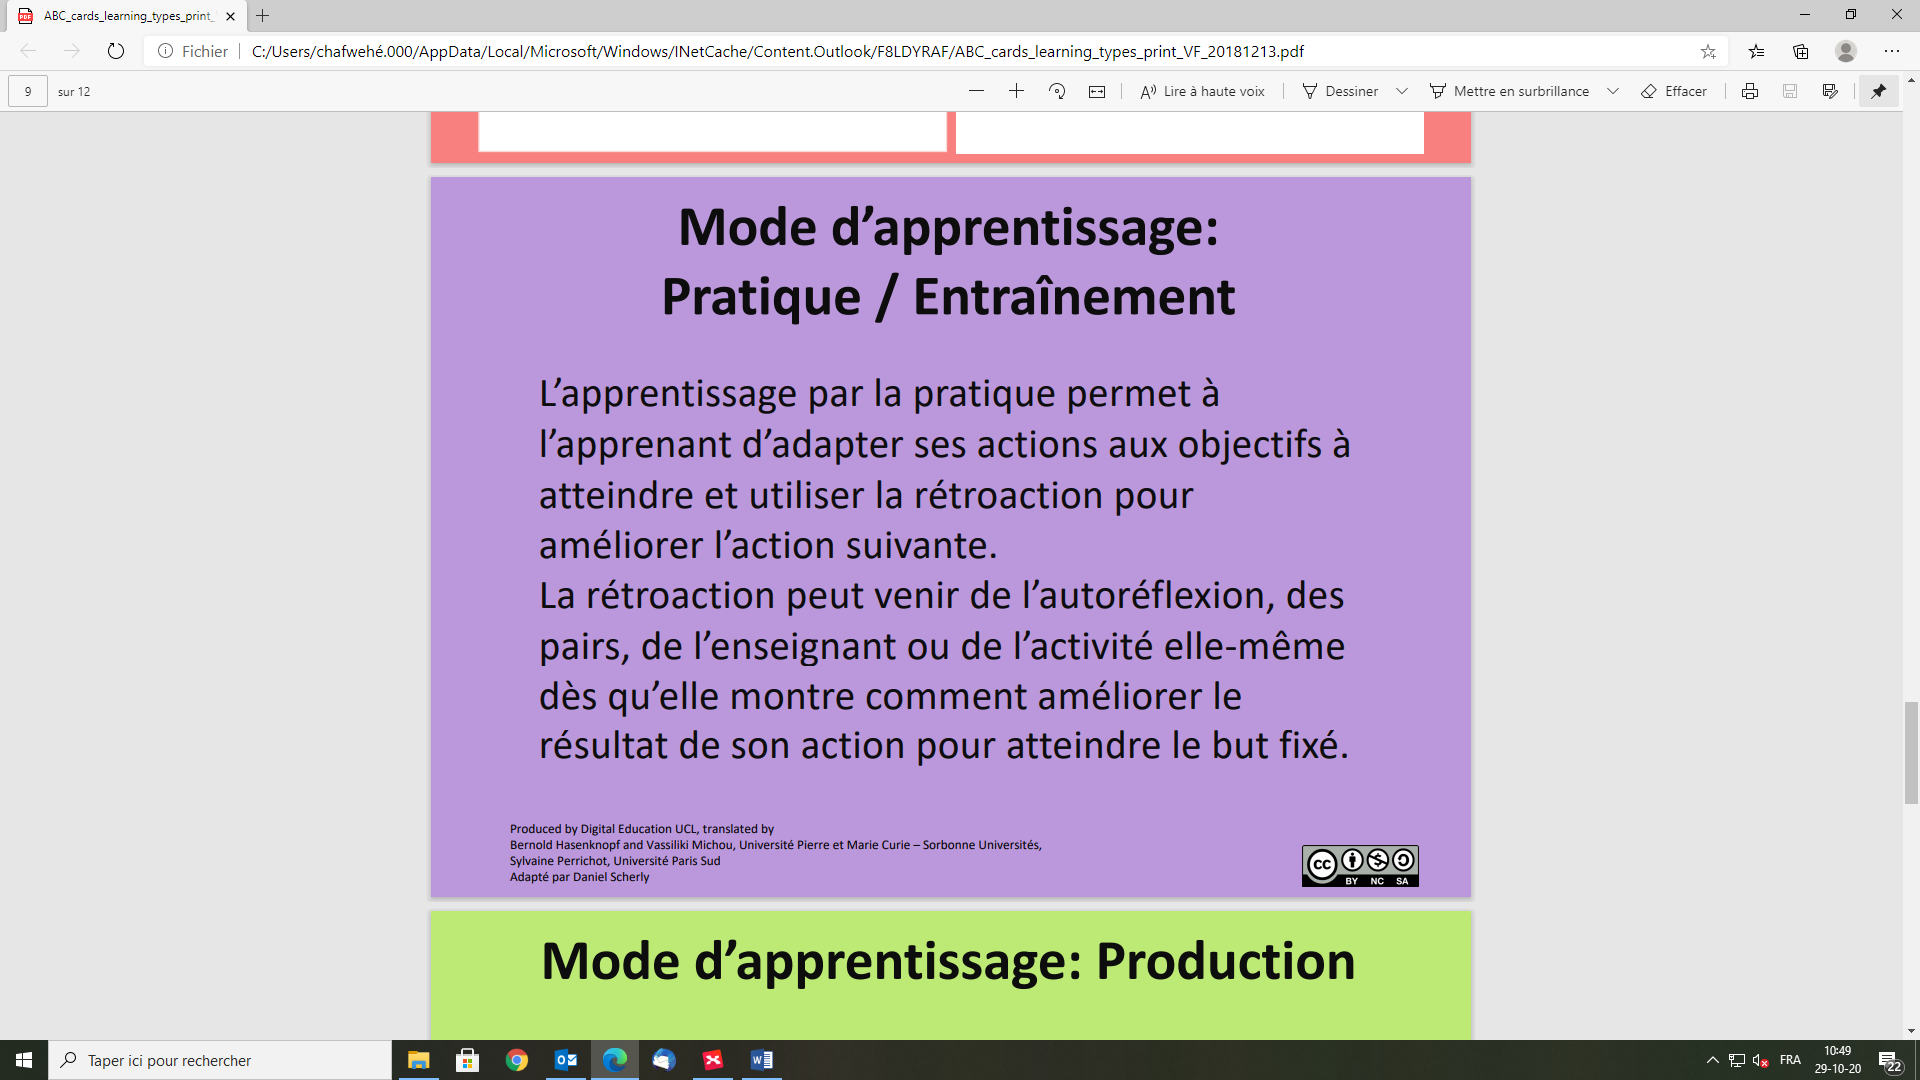 ABC_cards_learning_types_print_
Fichier
C:/Users/chafwehé.000/AppData/Local/Microsoft/Windows/INetCache/Content.Outlook/F8LDYRAF/ABC_cards_learning_types_print_VF_20181213.pdf
9 sur 12
Lire à haute voix
Dessiner
Mettre en surbrillance
Effacer
Mode d’apprentissage:
Pratique / Entraînement
L’apprentissage par la pratique permet à
l’apprenant d’adapter ses actions aux objectifs à
atteindre et utiliser la rétroaction pour
améliorer l’action suivante.
La rétroaction peut venir de l’autoréflexion, des
pairs, de l’enseignant ou de l’activité elle-même
dès qu’elle montre comment améliorer le
résultat de son action pour atteindre le but fixé.
Produced by Digital Education UCL, translated by
Bernold Hasenknopf and Vassiliki Michou, Université Pierre et Marie Curie – Sorbonne Universités,
Sylvaine Perrichot, Université Paris Sud
Adapté par Daniel Scherly
cc
BY NC SA
Mode d’apprentissage: Production
Taper ici pour rechercher
FRA
10:49
29-10-20
22